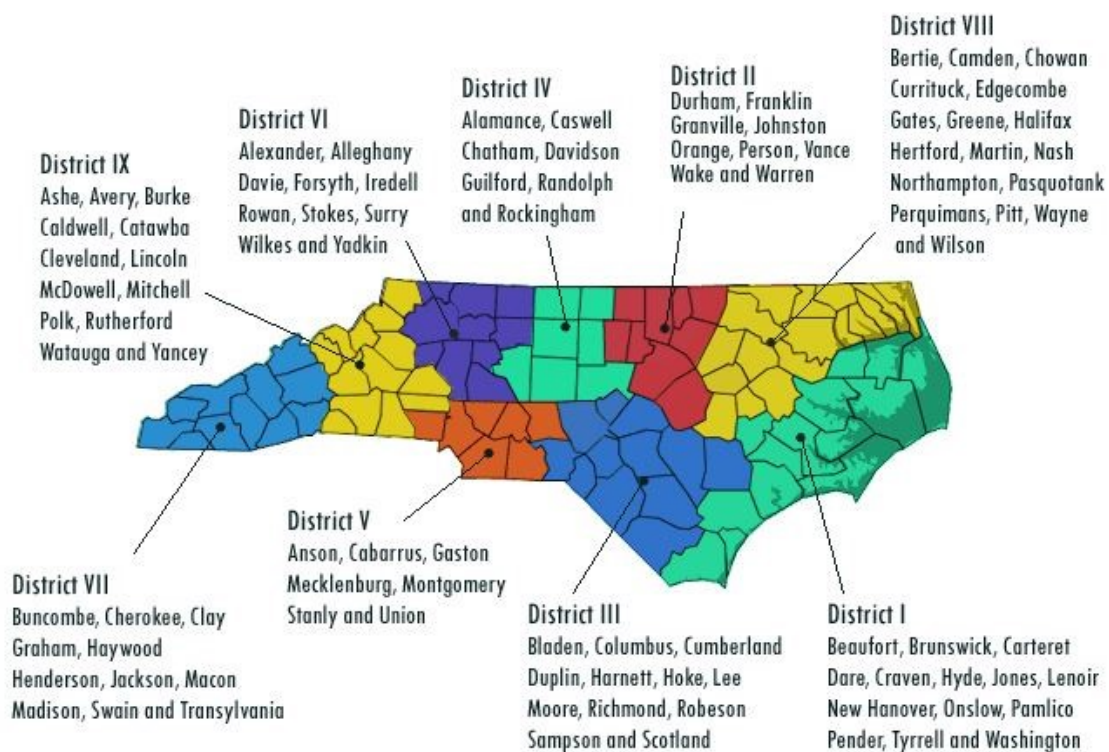 District VIII
Bertie, Camden, Chowan
Currituck, Edgecombe
Gates, Greene, Halifax
Hertford, Martin, Nash
Northampton, Pasquotank
Perquimans, Pitt, Wayne
and Wilson
District II
Durham, Franklin
Granville, Johnston
Orange, Person, Vance
Wake and Warren
District IV
Alamance, Caswell
Chatham, Davidson
Guilford, Randolph
and Rockingham
District VI
Alexander, Alleghany
Davie, Forsyth, Iredell
Rowan, Stokes, Surry
Wilkes and Yadkin
District IX
Ashe, Avery, Burke
Caldwell, Catawba
Cleveland, Lincoln
McDowell, Mitchell
Polk, Rutherford
Watauga and Yancey
District V
Anson, Cabarrus, Gaston
Mecklenburg, Montgomery
Stanly and Union
District VII
Buncombe, Cherokee, Clay
Graham, Haywood
Henderson, Jackson, Macon
Madison, Swain and Transylvania
District III
Bladen, Columbus, Cumberland
Duplin, Harnett, Hoke, Lee
Moore, Richmond, Robeson
Sampson and Scotland
District I
Beaufort, Brunswick, Carteret
Dare, Craven, Hyde, Jones, Lenoir
New Hanover, Onslow, Pamlico
Pender, Tyrrell and Washington